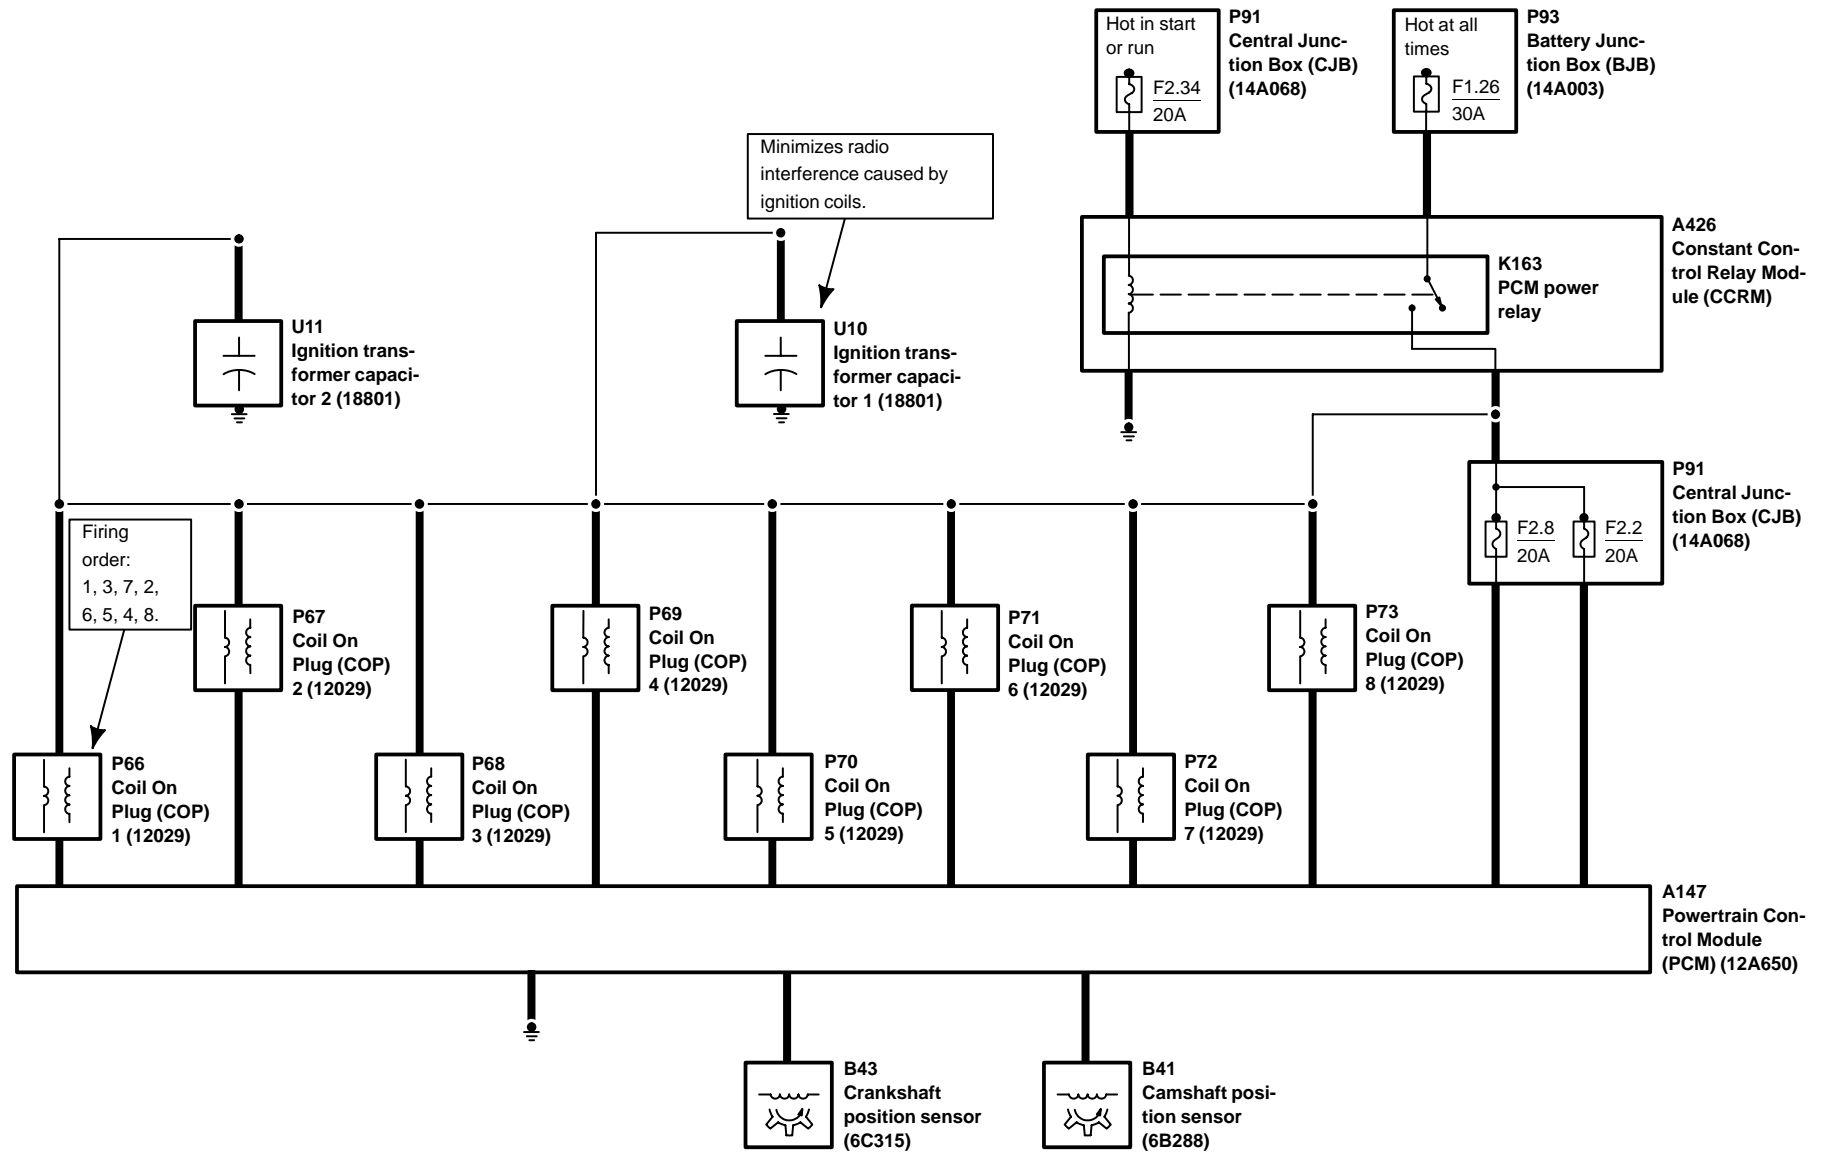 Hot in start
or run
F2.34
20A
P91
Central Junc-
tion Box (CJB)
(14A068)
Hot at all
times
F1.26
30A
P93
Battery Junc-
tion Box (BJB)
(14A003)
Minimizes radio
interference caused by
ignition coils.
A426
Constant Con-
trol Relay Mod-
ule (CCRM)
K163
PCM power
relay
U11
Ignition trans-
former capaci-
tor 2 (18801)
U10
Ignition trans-
former capaci-
tor 1 (18801)
P91
Central Junc-
tion Box (CJB)
(14A068)
F2.8
20A
F2.2
20A
Firing
order:
1, 3, 7, 2,
6, 5, 4, 8.
P67
Coil On
Plug (COP)
2 (12029)
P69
Coil On
Plug (COP)
4 (12029)
P71
Coil On
Plug (COP)
6 (12029)
P73
Coil On
Plug (COP)
8 (12029)
P66
Coil On
Plug (COP)
1 (12029)
P68
Coil On
Plug (COP)
3 (12029)
P70
Coil On
Plug (COP)
5 (12029)
P72
Coil On
Plug (COP)
7 (12029)
A147
Powertrain Con-
trol Module
(PCM) (12A650)
B43
Crankshaft
position sensor
(6C315)
B41
Camshaft posi-
tion sensor
(6B288)